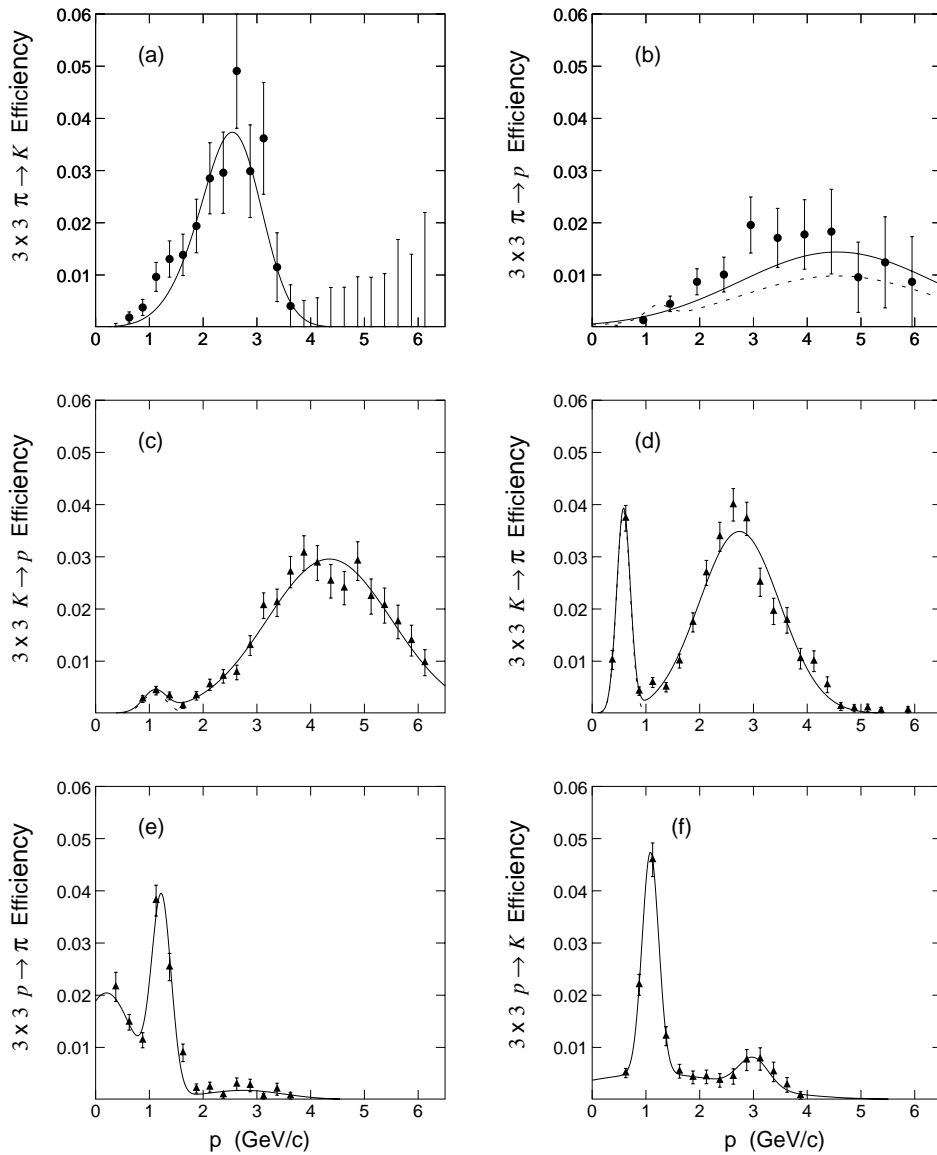 3 x 3 π → K Efficiency
(a)
0.06
0.05
0.04
0.03
0.02
0.01
0 1 2 3 4 5 6
3 x 3 π → p Efficiency
(b)
0.06
0.05
0.04
0.03
0.02
0.01
0 1 2 3 4 5 6
3 x 3 K → p Efficiency
(c)
0.06
0.05
0.04
0.03
0.02
0.01
0 1 2 3 4 5 6
3 x 3 K → π Efficiency
(d)
0.06
0.05
0.04
0.03
0.02
0.01
0 1 2 3 4 5 6
3 x 3 p → π Efficiency
(e)
0.06
0.05
0.04
0.03
0.02
0.01
0 1 2 3 4 5 6
p (GeV/c)
3 x 3 p → K Efficiency
(f)
0.06
0.05
0.04
0.03
0.02
0.01
0 1 2 3 4 5 6
p (GeV/c)